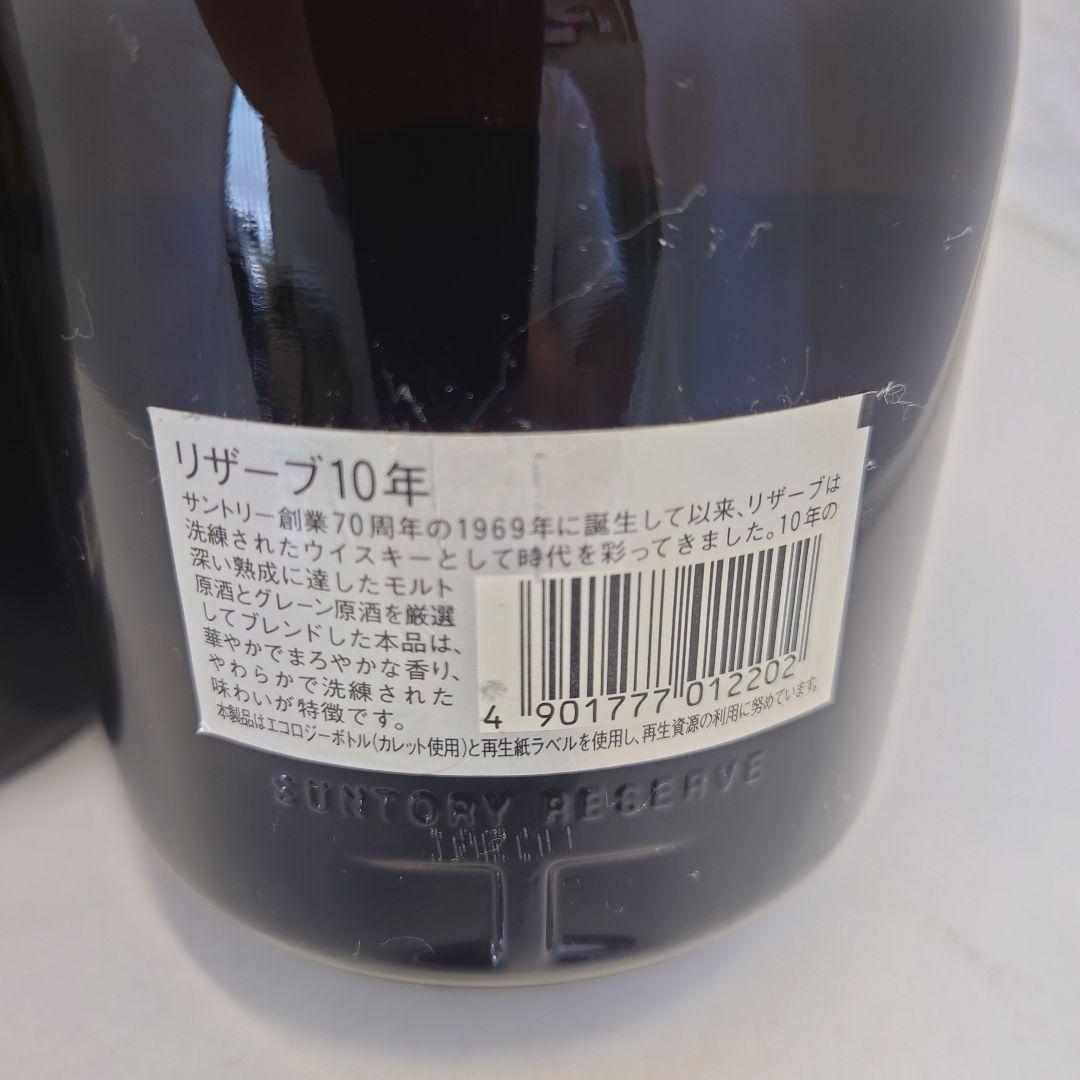 リザーブ10年
サントリー創業70周年の1969年に誕生して以来、リザーブは
洗練されたウイスキーとして時代を彩ってきました。10年の
深い熟成に達したモルト
原酒とグレーン原酒を厳選
してブレンドした本品は、
華やかでまろやかな香り、
やわらかで洗練された
味わいが特徴です。
4 901777 012202
本製品はエコロジーボトル(カレット使用)と再生紙ラベルを使用し、再生資源の利用に努めています。
SUNTORY RESERVE